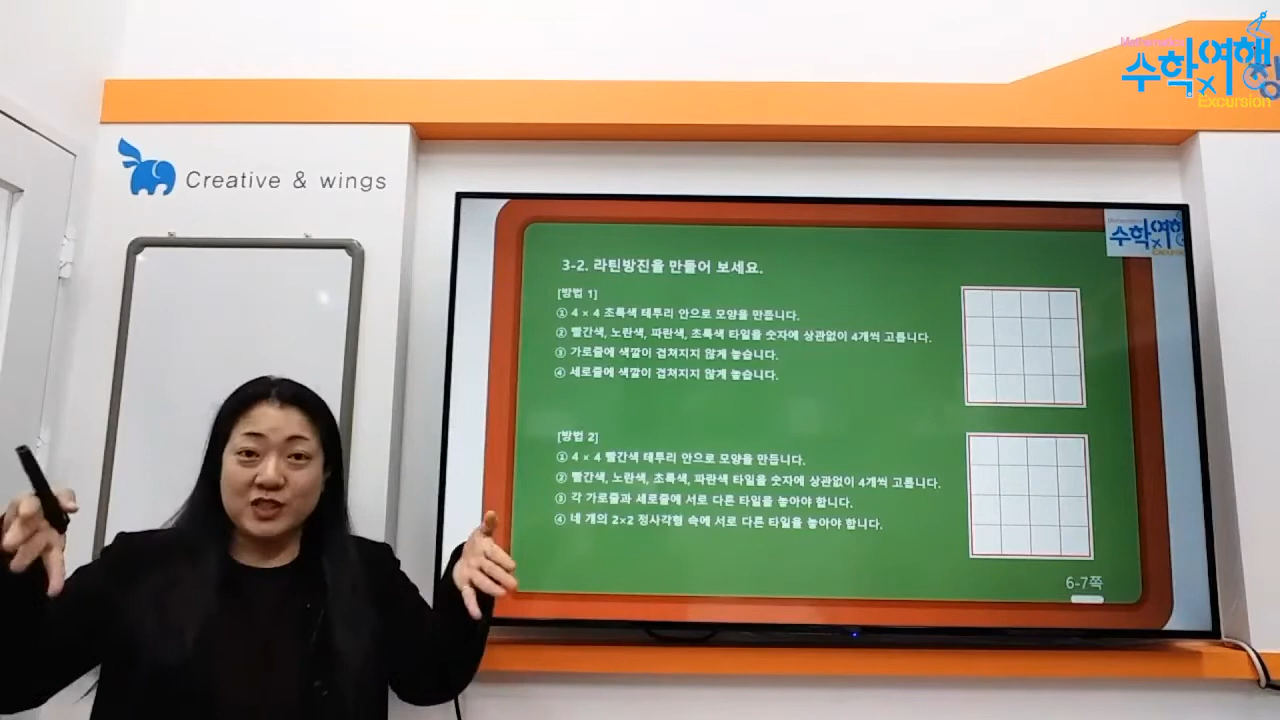 Mathematics
수학여행
Excursion
Creative & wings
수학여행
3-2. 라틴방진을 만들어 보세요.
[방법 1]
① 4 × 4 초록색 테투리 안으로 모양을 만듭니다.
② 빨간색, 노란색, 파란색, 초록색 타일을 숫자에 상관없이 4개씩 고릅니다.
③ 가로줄에 색깔이 겹쳐지지 않게 놓습니다.
④ 세로줄에 색깔이 겹쳐지지 않게 놓습니다.
[방법 2]
① 4 × 4 빨간색 테투리 안으로 모양을 만듭니다.
② 빨간색, 노란색, 초록색, 파란색 타일을 숫자에 상관없이 4개씩 고릅니다.
③ 각 가로줄과 세로줄에 서로 다른 타일을 놓아야 합니다.
④ 네 개의 2×2 정사각형 속에 서로 다른 타일을 놓아야 합니다.
6-7쪽